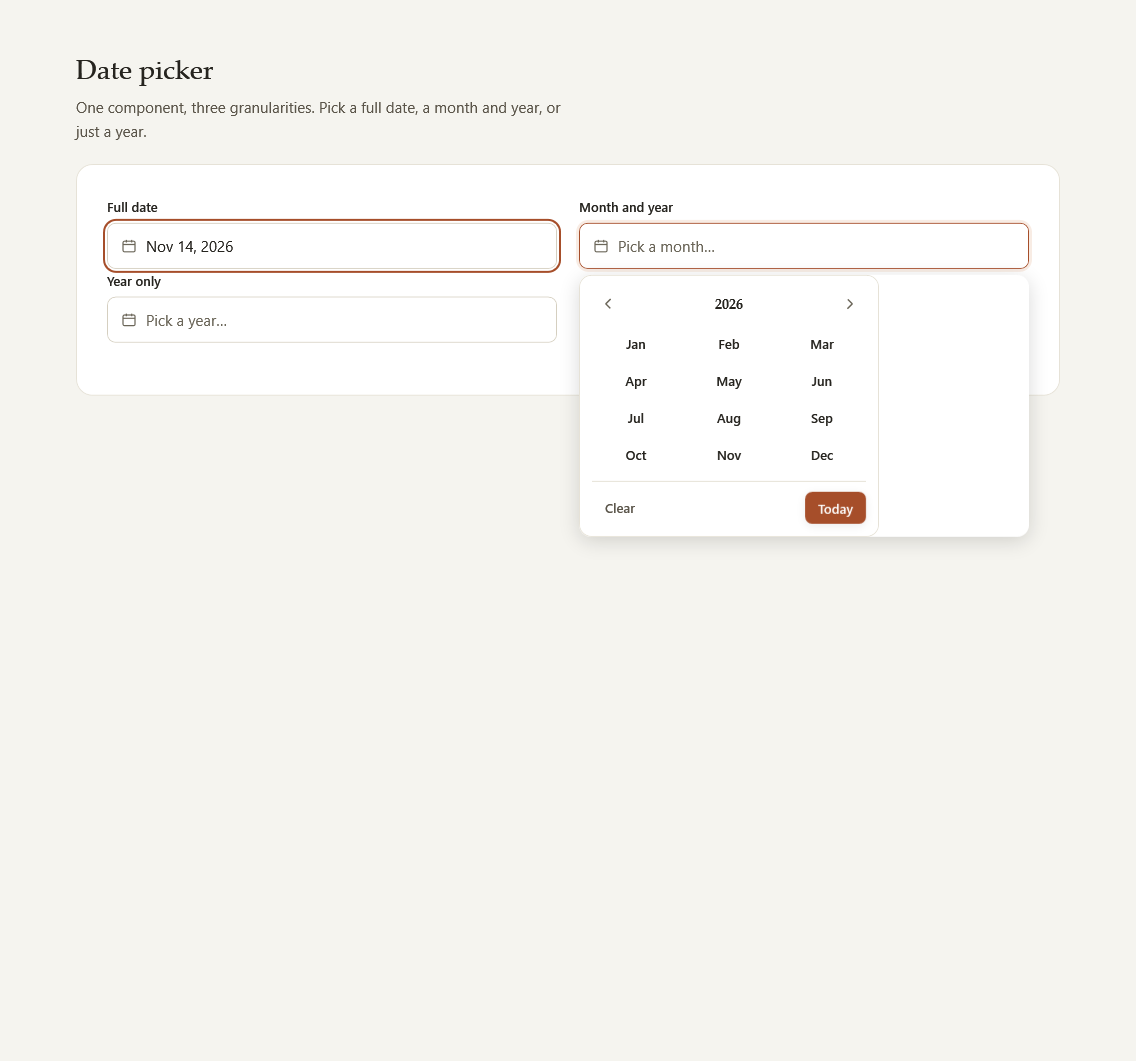 Date picker
One component, three granularities. Pick a full date, a month and year, or
just a year.
Full date
Nov 14, 2026
Month and year
Pick a month...
Year only
Pick a year...
2026
Jan Feb Mar
Apr May Jun
Jul Aug Sep
Oct Nov Dec
Clear Today